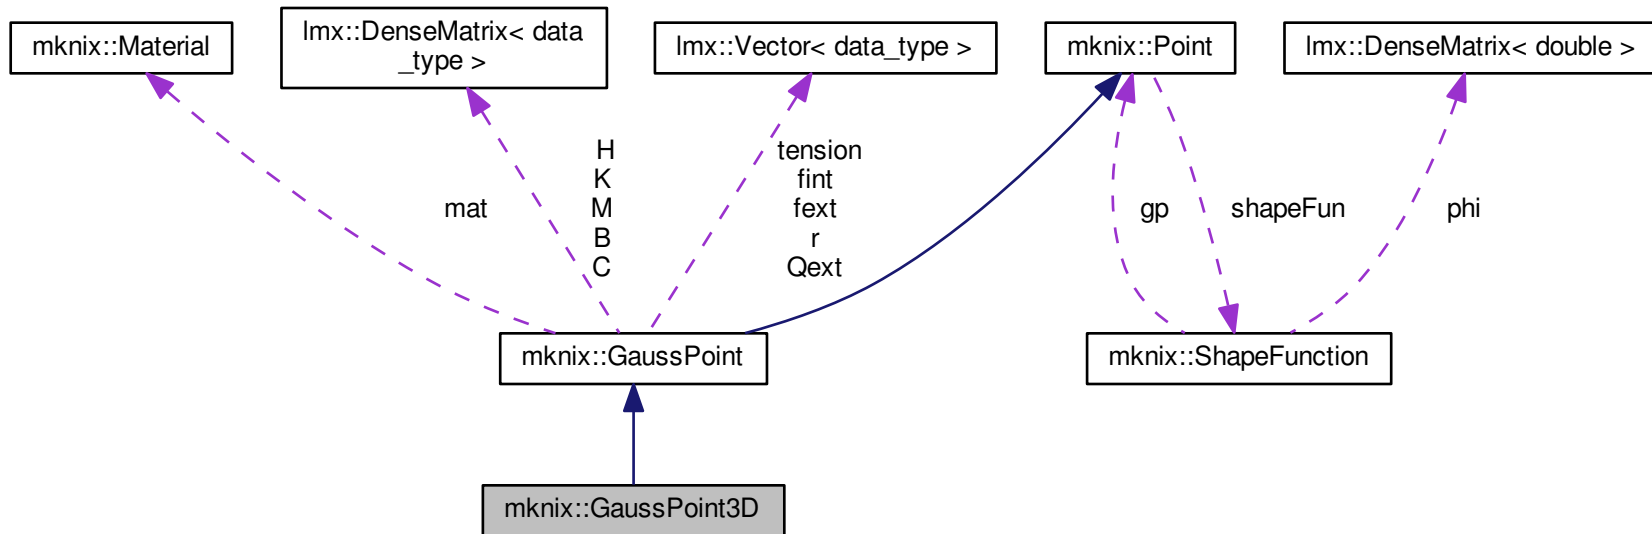 mknix::Material
lmx::DenseMatrix< data
_type >
lmx::Vector< data_type >
mknix::Point
lmx::DenseMatrix< double >
mat
H
K
M
B
C
tension
fint
fext
r
Qext
gp
shapeFun
phi
mknix::GaussPoint
mknix::ShapeFunction
mknix::GaussPoint3D